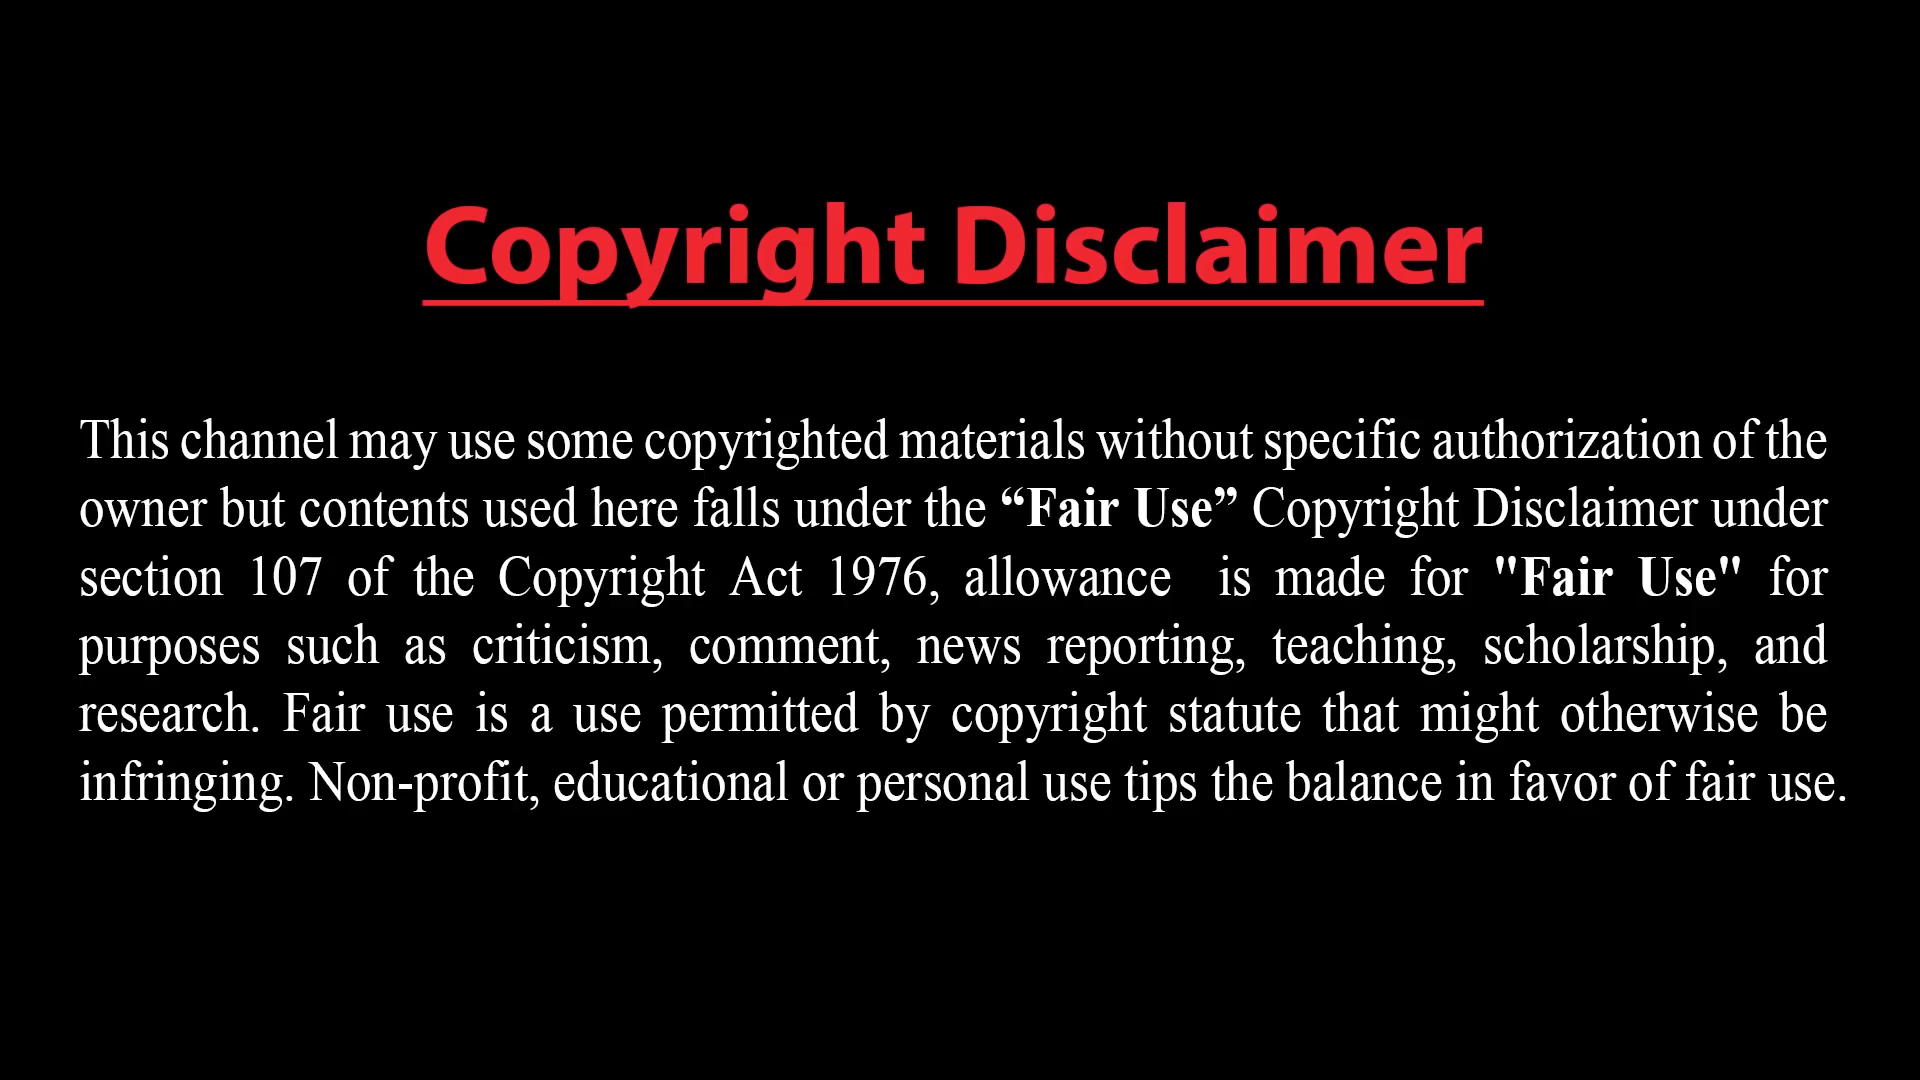 Copyright Disclaimer
This channel may use some copyrighted materials without specific authorization of the
owner but contents used here falls under the “Fair Use” Copyright Disclaimer under
section 107 of the Copyright Act 1976, allowance is made for "Fair Use" for
purposes such as criticism, comment, news reporting, teaching, scholarship, and
research. Fair use is a use permitted by copyright statute that might otherwise be
infringing. Non-profit, educational or personal use tips the balance in favor of fair use.